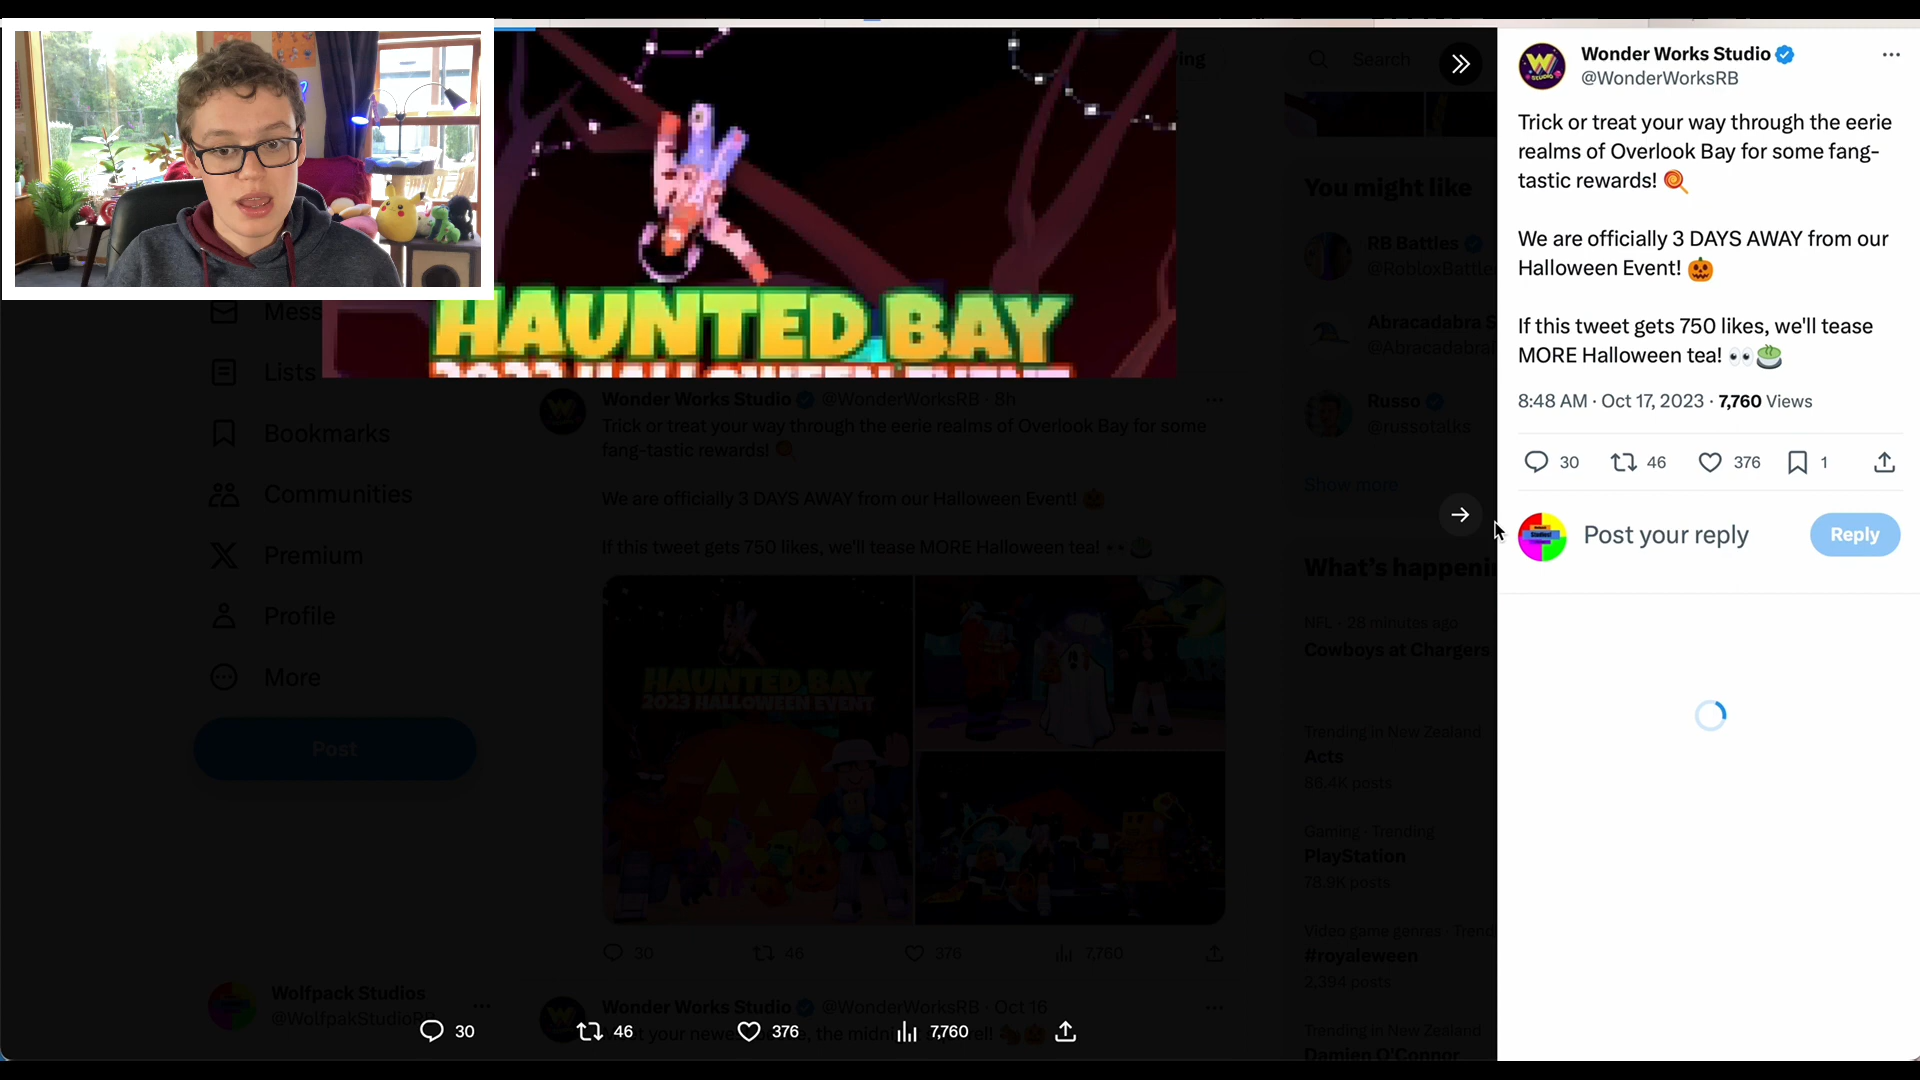 HAUNTED BAY
2023 HALLOWEEN EVENT
Search
You might like
RB Battles
Russo
@russotalks
Show more
What's happeni
NFL · 28 minutes ago
Cowboys at Chargers
Trending in New Zealand
Acts
86.4K posts
Gaming · Trending
PlayStation
78.9K posts
Video game genres · Trend
#royaleween
2,394 posts
Trending in New Zealand
Damien O'Connor
Mess
Lists
Bookmarks
Communities
Premium
Profile
More
Post
Wolfpack Studios
@WolfpakStudioRB
Wonder Works Studio @WonderWorksRB · 8h
Trick or treat your way through the eerie realms of Overlook Bay for some
fang-tastic rewards! 🍭
We are officially 3 DAYS AWAY from our Halloween Event! 🎃
If this tweet gets 750 likes, we'll tease MORE Halloween tea! 👀🍵
HAUNTED BAY
2023 HALLOWEEN EVENT
30 46 376 7,760
Wonder Works Studio @WonderWorksRB · Oct 16
30 46 376 7,760
Wonder Works Studio
@WonderWorksRB
Trick or treat your way through the eerie
realms of Overlook Bay for some fang-
tastic rewards! 🍭
We are officially 3 DAYS AWAY from our
Halloween Event! 🎃
If this tweet gets 750 likes, we'll tease
MORE Halloween tea! 👀🍵
8:48 AM · Oct 17, 2023 · 7,760 Views
30 46 376 1
Post your reply
Reply